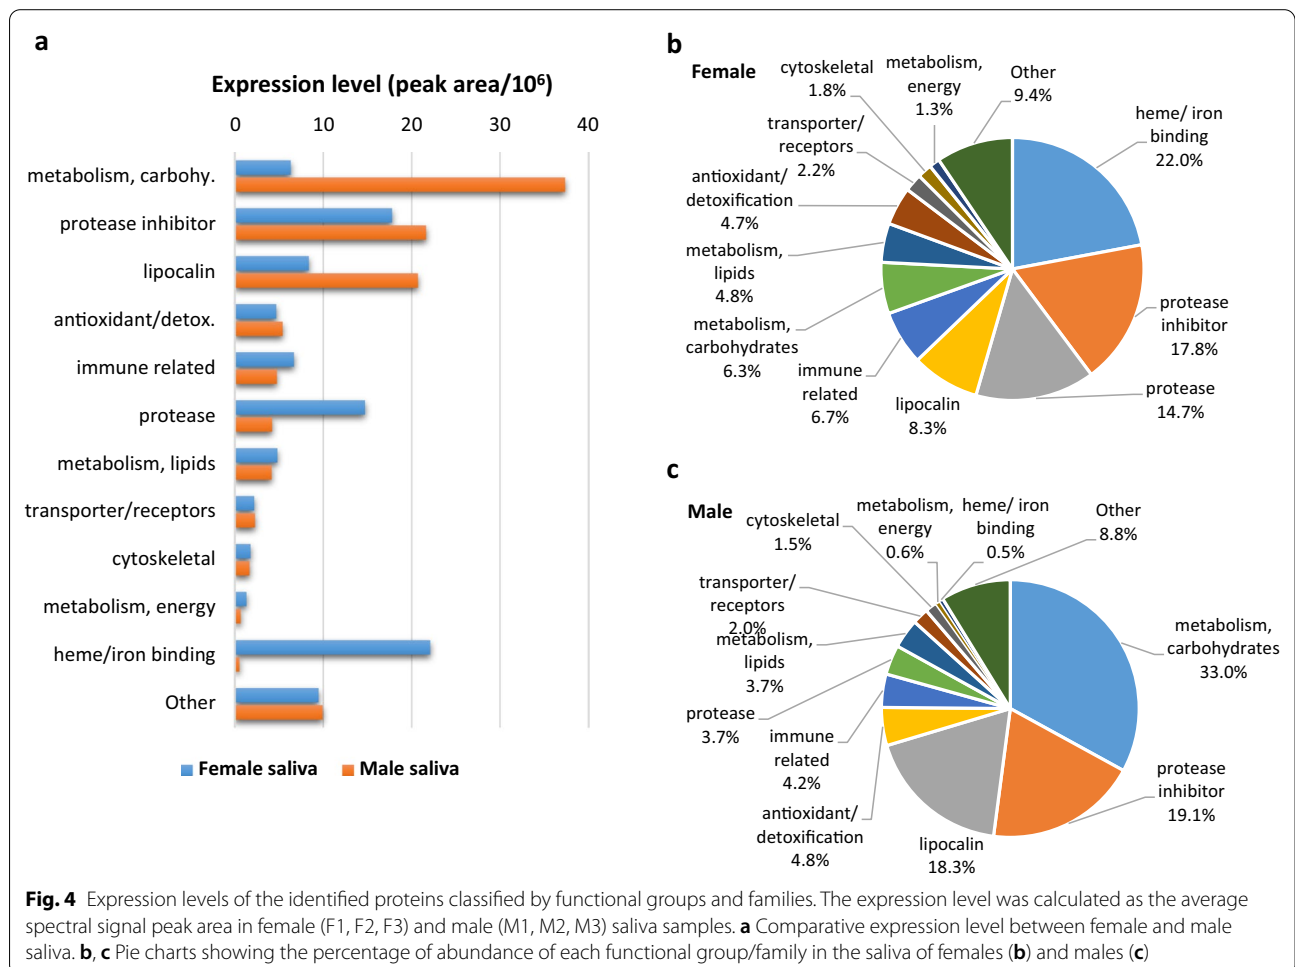 a
Expression level (peak area/10⁶)
0 10 20 30 40
metabolism, carbohy.
protease inhibitor
lipocalin
antioxidant/detox.
immune related
protease
metabolism, lipids
transporter/receptors
cytoskeletal
metabolism, energy
heme/iron binding
Other
Female saliva Male saliva
b
Female
cytoskeletal
1.8%
metabolism,
energy
1.3%
Other
9.4%
heme/ iron
binding
22.0%
transporter/
receptors
2.2%
antioxidant/
detoxification
4.7%
metabolism,
lipids
4.8%
metabolism,
carbohydrates
6.3%
immune
related
6.7%
lipocalin
8.3%
protease
14.7%
protease
inhibitor
17.8%
c
Male
cytoskeletal
1.5%
metabolism,
energy
0.6%
heme/ iron
binding
0.5%
Other
8.8%
transporter/
receptors
2.0%
metabolism,
lipids
3.7%
protease
3.7%
immune
related
4.2%
antioxidant/
detoxification
4.8%
lipocalin
18.3%
protease
inhibitor
19.1%
metabolism,
carbohydrates
33.0%
Fig. 4 Expression levels of the identified proteins classified by functional groups and families. The expression level was calculated as the average
spectral signal peak area in female (F1, F2, F3) and male (M1, M2, M3) saliva samples. a Comparative expression level between female and male
saliva. b, c Pie charts showing the percentage of abundance of each functional group/family in the saliva of females (b) and males (c)